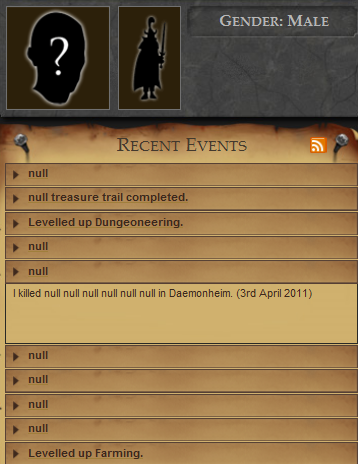 ?
Gender: Male
Recent Events
null
null treasure trail completed.
Levelled up Dungeoneering.
null
null
I killed null null null null null null in Daemonheim. (3rd April 2011)
null
null
null
null
Levelled up Farming.